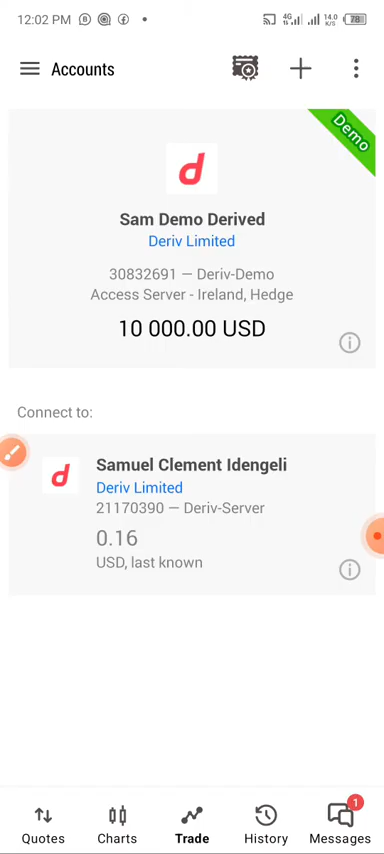 12:02 PM
4G
14.0
K/S
78
Accounts
Demo
d
Sam Demo Derived
Deriv Limited
30832691 — Deriv-Demo
Access Server - Ireland, Hedge
10 000.00 USD
Connect to:
d
Samuel Clement Idengeli
Deriv Limited
21170390 — Deriv-Server
0.16
USD, last known
1
Quotes
Charts
Trade
History
Messages